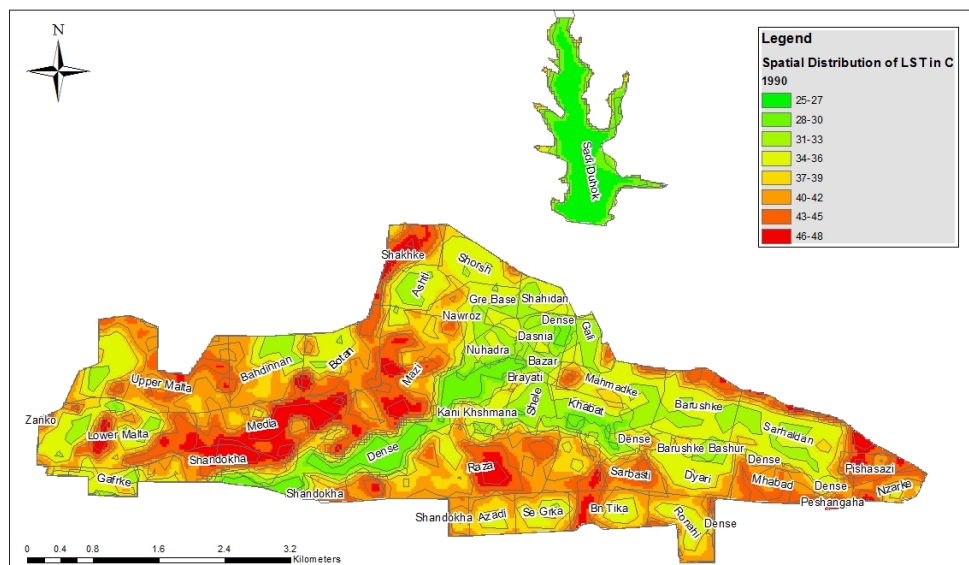 N
Legend
Spatial Distribution of LST in C
1990
25-27
28-30
31-33
34-36
37-39
40-42
43-45
46-48
Sadi Duhok
Shakhke
Shorsh
Ashti
Gre Base
Shahidan
Nawroz
Dense
Gali
Dasnia
Nuhadra
Bazar
Botan
Bahdinnan
Mazi
Upper Malta
Brayati
Mahmadke
Shele
Khabat
Barushke
Kani Khshmana
Zanko
Media
Lower Malta
Sarhaldan
Dense
Barushke Bashur
Dense
Shandokha
Dense
Raza
Sarbasti
Pishasazi
Gafrke
Dyari
Mhabad
Dense
Nzarke
Shandokha
Peshangaha
Shandokha
Azadi
Se Grka
Bn Tika
Ronahi
Dense
0 0.4 0.8 1.6 2.4 3.2
Kilometers